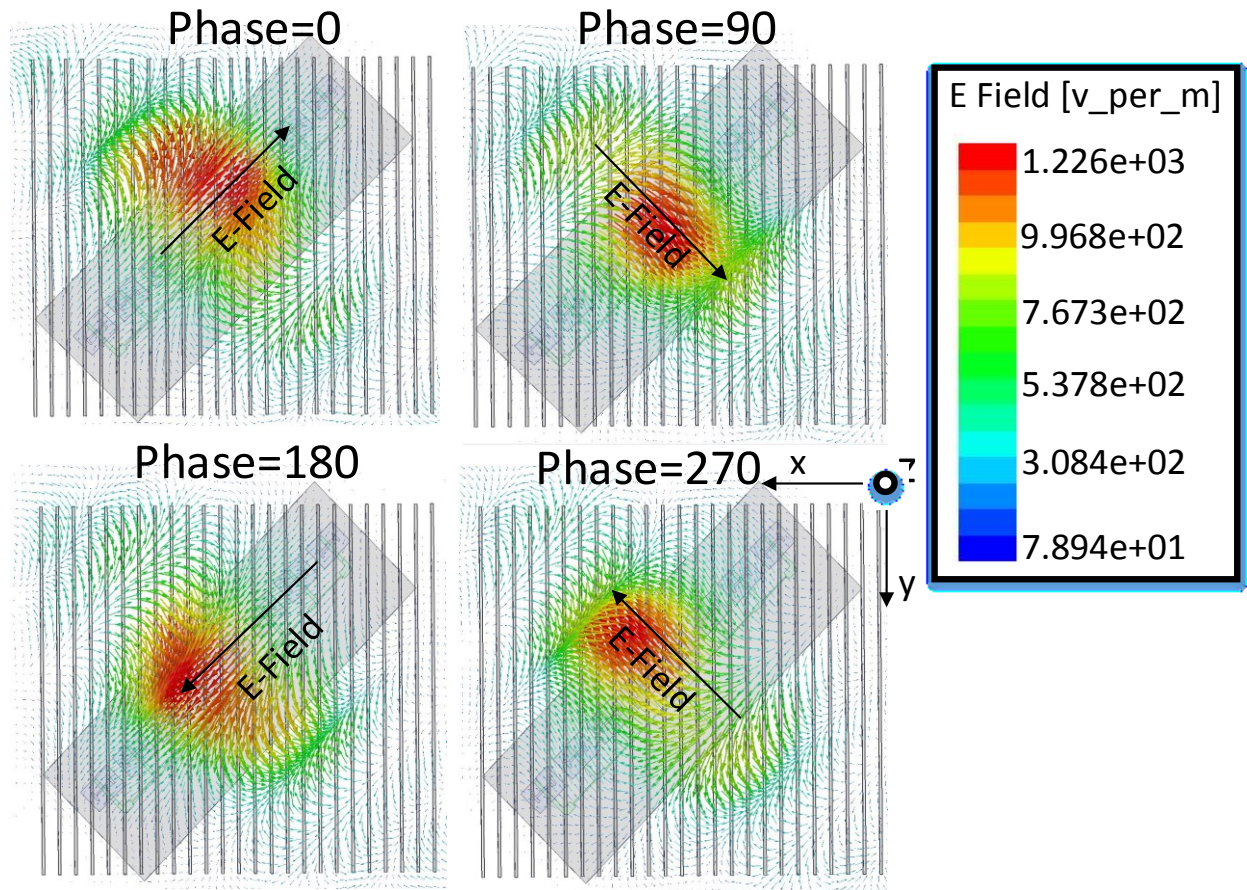 Phase=0
Phase=90
E-Field
E-Field
E Field [v_per_m]
1.226e+03
9.968e+02
7.673e+02
5.378e+02
3.084e+02
7.894e+01
Phase=180
Phase=270
x
y
E-Field
E-Field